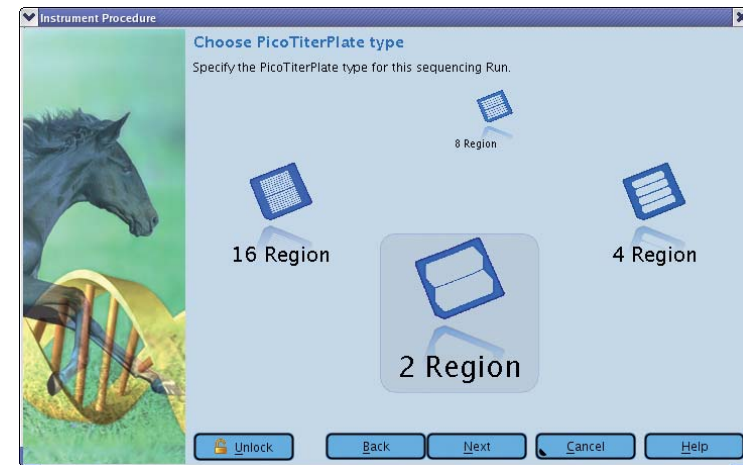 Instrument Procedure
Choose PicoTiterPlate type
Specify the PicoTiterPlate type for this sequencing Run.
8 Region
16 Region
4 Region
2 Region
Unlock Back Next Cancel Help